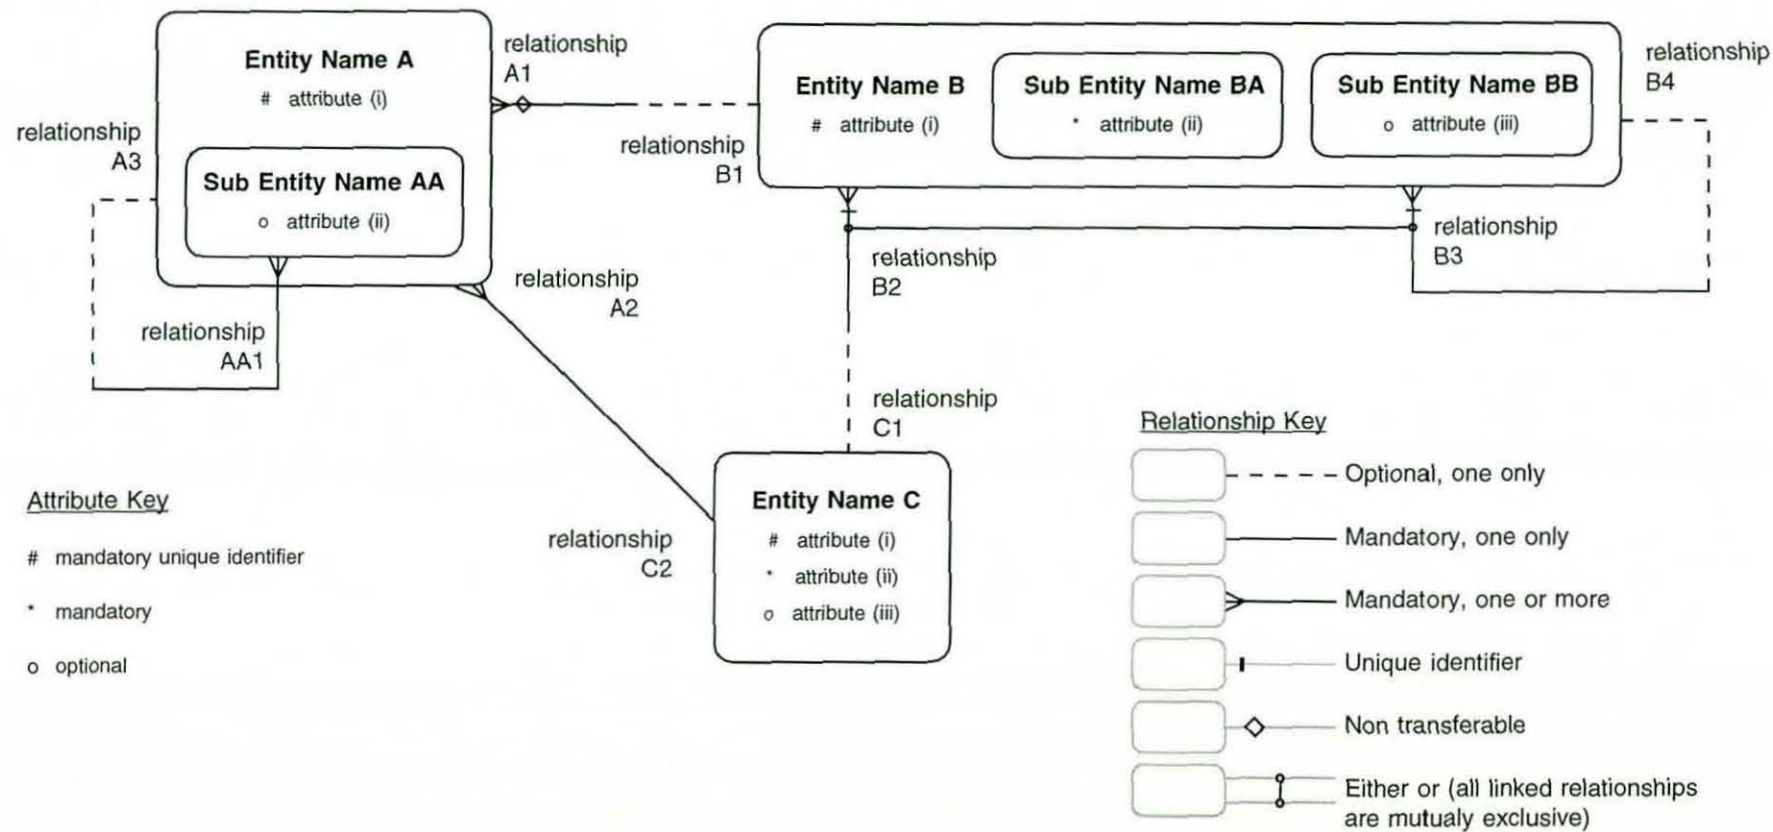 Entity Name A
# attribute (i)
Sub Entity Name AA
o attribute (ii)
relationship
A1
relationship
A3
relationship
AA1
relationship
A2
relationship
B1
Entity Name B
# attribute (i)
Sub Entity Name BA
* attribute (ii)
Sub Entity Name BB
o attribute (iii)
relationship
B4
relationship
B2
relationship
B3
relationship
C1
relationship
C2
Entity Name C
# attribute (i)
* attribute (ii)
o attribute (iii)
Attribute Key
# mandatory unique identifier
* mandatory
o optional
Relationship Key
Optional, one only
Mandatory, one only
Mandatory, one or more
Unique identifier
Non transferable
Either or (all linked relationships
are mutualy exclusive)